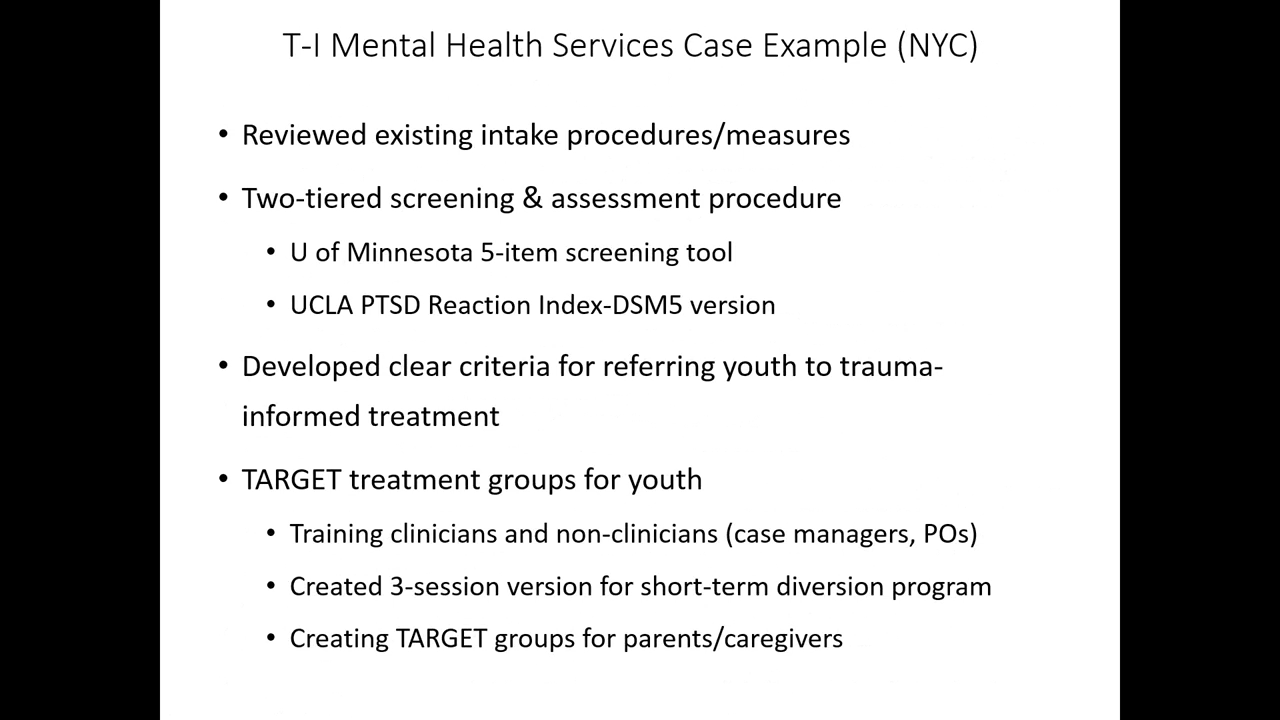 T-I Mental Health Services Case Example (NYC)
• Reviewed existing intake procedures/measures
• Two-tiered screening & assessment procedure
• U of Minnesota 5-item screening tool
• UCLA PTSD Reaction Index-DSM5 version
• Developed clear criteria for referring youth to trauma-
informed treatment
• TARGET treatment groups for youth
• Training clinicians and non-clinicians (case managers, POs)
• Created 3-session version for short-term diversion program
• Creating TARGET groups for parents/caregivers